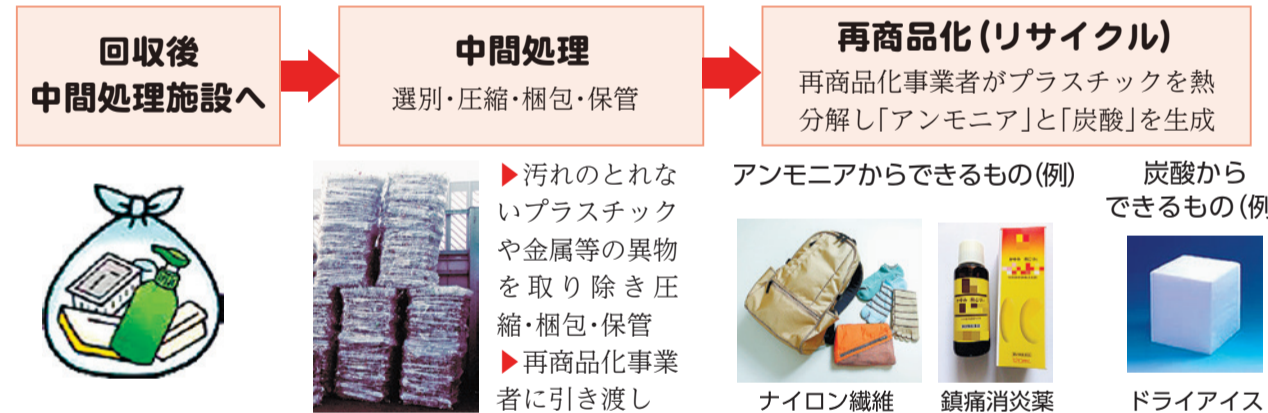 回収後
中間処理施設へ
中間処理
選別・圧縮・梱包・保管
再商品化(リサイクル)
再商品化事業者がプラスチックを熱
分解し「アンモニア」と「炭酸」を生成
▶汚れのとれな
いプラスチック
や金属等の異物
を取り除き圧
縮・梱包・保管
▶再商品化事業
者に引き渡し
アンモニアからできるもの(例)
ナイロン繊維
鎮痛消炎薬
炭酸から
できるもの(例
ドライアイス